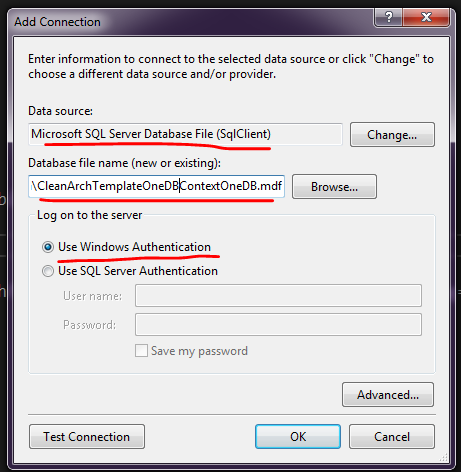 Add Connection
Enter information to connect to the selected data source or click "Change" to
choose a different data source and/or provider.
Data source:
Microsoft SQL Server Database File (SqlClient)
Change...
Database file name (new or existing):
\CleanArchTemplateOneDBContextOneDB.mdf
Browse...
Log on to the server
Use Windows Authentication
Use SQL Server Authentication
User name:
Password:
Save my password
Advanced...
Test Connection
OK
Cancel